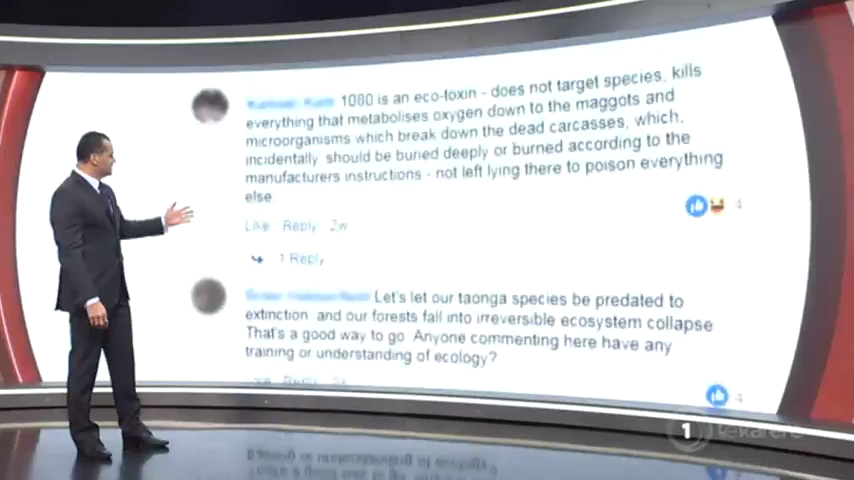 1080 is an eco-toxin - does not target species, kills
everything that metabolises oxygen down to the maggots and
microorganisms which break down the dead carcasses, which,
incidentally should be buried deeply or burned according to the
manufacturers instructions - not left lying there to poison everything
else
Like Reply 2w
4
1 Reply
Let's let our taonga species be predated to
extinction and our forests fall into irreversible ecosystem collapse
That's a good way to go Anyone commenting here have any
training or understanding of ecology?
Reply
4
1 tekarere